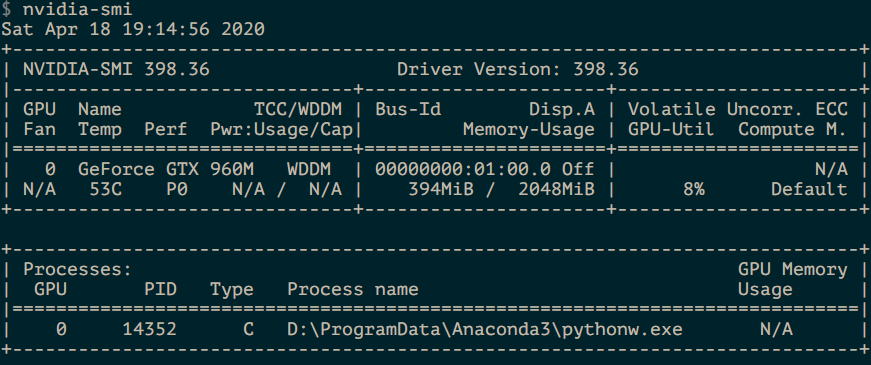 $ nvidia-smi
Sat Apr 18 19:14:56 2020
+-----------------------------------------------------------------------------+
| NVIDIA-SMI 398.36                 Driver Version: 398.36                    |
|-------------------------------+----------------------+----------------------+
| GPU  Name            TCC/WDDM | Bus-Id        Disp.A | Volatile Uncorr. ECC |
| Fan  Temp  Perf  Pwr:Usage/Cap|         Memory-Usage | GPU-Util  Compute M. |
|===============================+======================+======================|
|   0  GeForce GTX 960M   WDDM  | 00000000:01:00.0 Off |                  N/A |
| N/A   53C    P0    N/A /  N/A |    394MiB /  2048MiB |      8%      Default |
+-------------------------------+----------------------+----------------------+
+-----------------------------------------------------------------------------+
| Processes:                                                       GPU Memory |
|  GPU       PID   Type   Process name                             Usage      |
|=============================================================================|
|    0     14352      C   D:\ProgramData\Anaconda3\pythonw.exe       N/A      |
+-----------------------------------------------------------------------------+